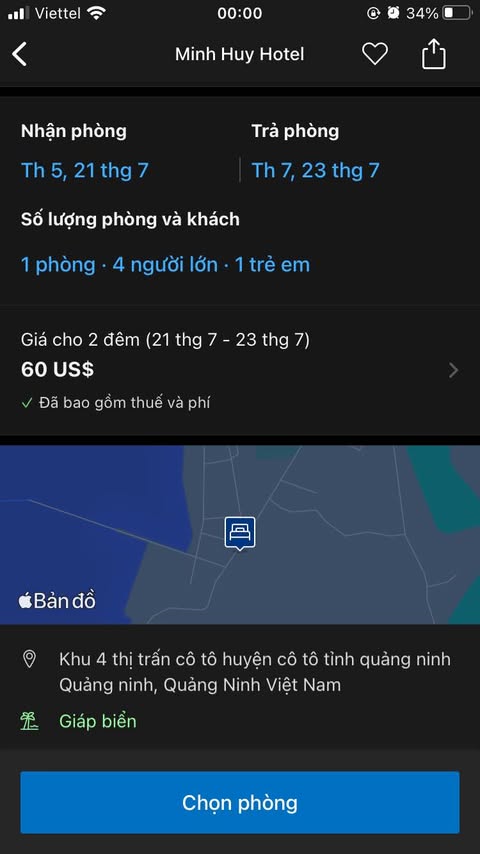 Viettel 00:00 34%
Minh Huy Hotel
Nhận phòng Trả phòng
Th 5, 21 thg 7 Th 7, 23 thg 7
Số lượng phòng và khách
1 phòng · 4 người lớn · 1 trẻ em
Giá cho 2 đêm (21 thg 7 - 23 thg 7)
60 US$
Đã bao gồm thuế và phí
Bản đồ
Khu 4 thị trấn cô tô huyện cô tô tỉnh quảng ninh
Quảng ninh, Quảng Ninh Việt Nam
Giáp biển
Chọn phòng